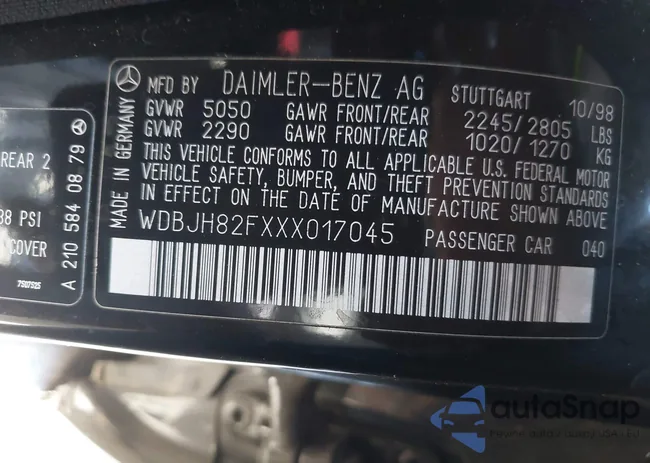 MFD BY DAIMLER-BENZ AG STUTTGART 10/98
GVWR 5050 GAWR FRONT/REAR 2245/2805 LBS
GVWR 2290 GAWR FRONT/REAR 1020/1270 KG
THIS VEHICLE CONFORMS TO ALL APPLICABLE U.S. FEDERAL MOTOR
VEHICLE SAFETY, BUMPER, AND THEFT PREVENTION STANDARDS
IN EFFECT ON THE DATE OF MANUFACTURE SHOWN ABOVE
WDBJH82FXXX017045 PASSENGER CAR 040
MADE IN GERMANY
REAR 2
38 PSI
COVER
A 210 584 08 79
autoSnap